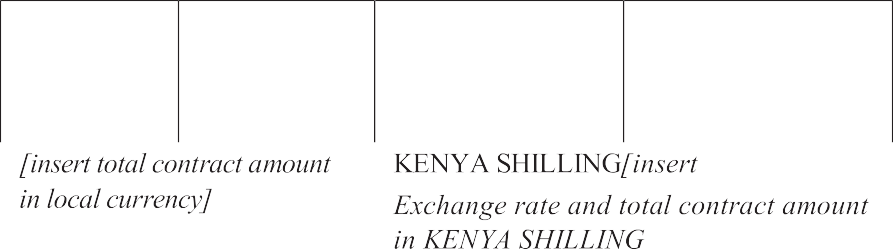 [insert total contract amount
in local currency]
KENYA SHILLING[insert
Exchange rate and total contract amount
in KENYA SHILLING